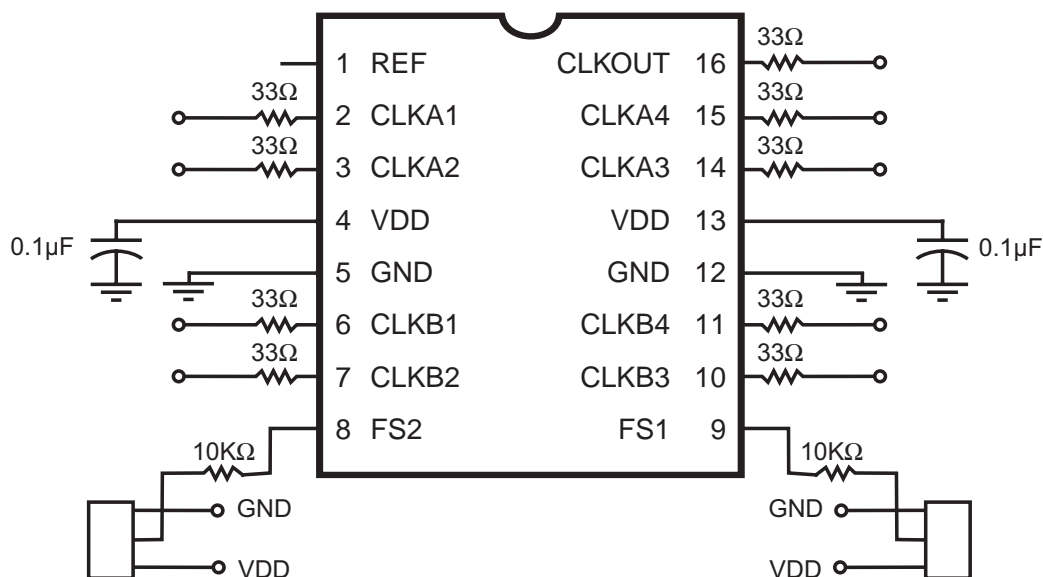 33Ω
1 REF CLKOUT 16
33Ω 33Ω
2 CLKA1 CLKA4 15
33Ω 33Ω
3 CLKA2 CLKA3 14
4 VDD VDD 13
0.1µF 0.1µF
5 GND GND 12
33Ω 33Ω
6 CLKB1 CLKB4 11
33Ω 33Ω
7 CLKB2 CLKB3 10
8 FS2 FS1 9
10KΩ 10KΩ
GND GND
VDD VDD